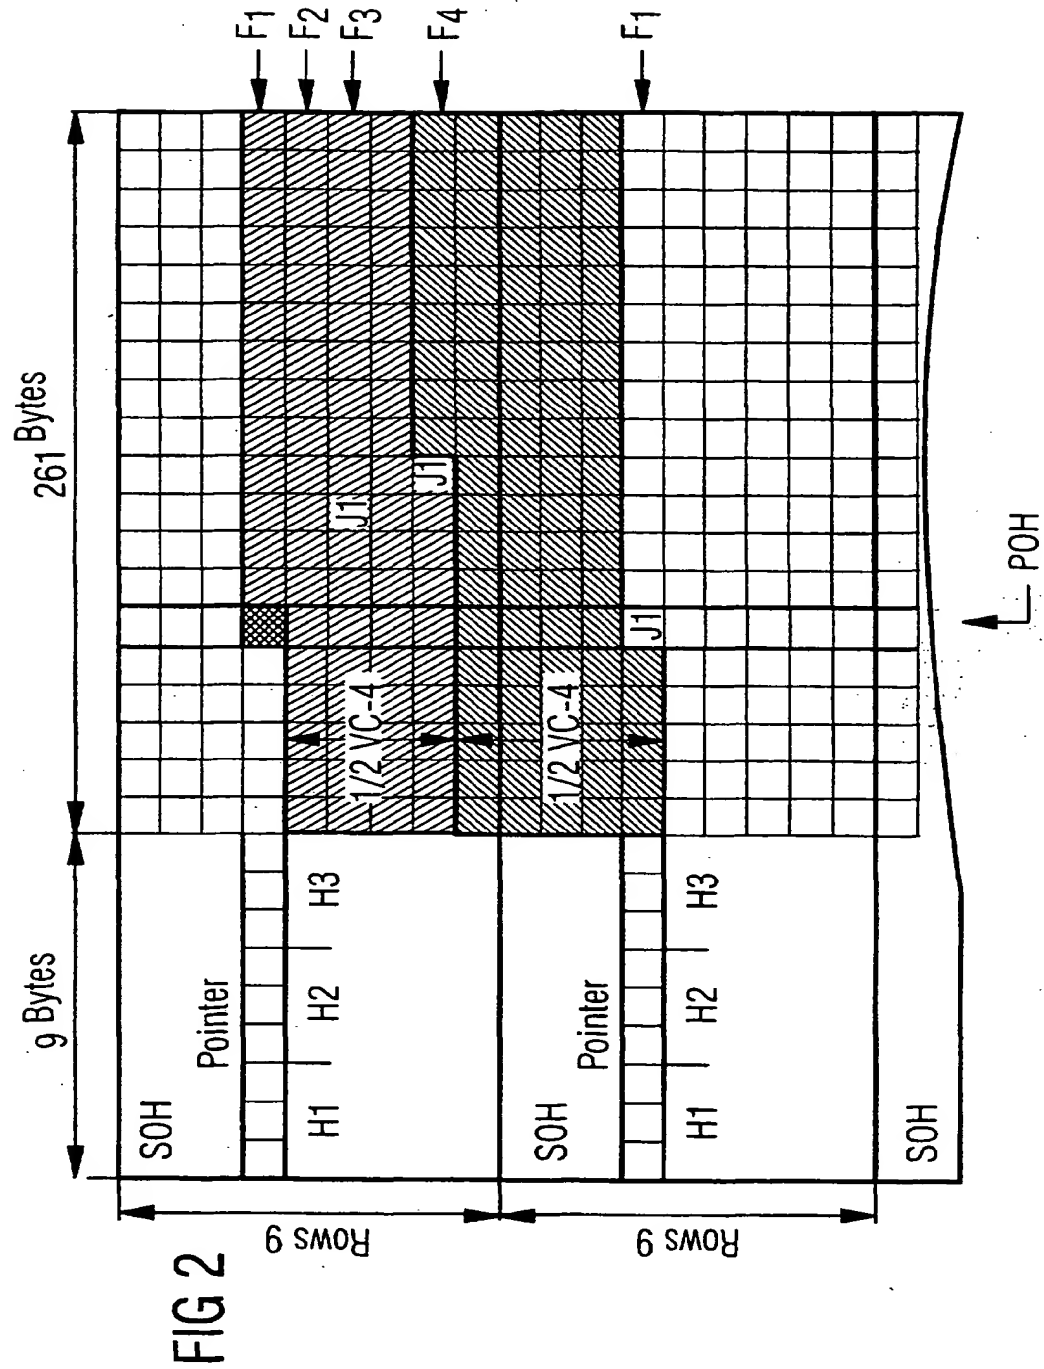 FIG 2
9 Bytes
261 Bytes
Rows 9
SOH
Pointer
H1 H2 H3
1/2 VC-4
J1
J1
F1
F2
F3
F4
Rows 9
SOH
Pointer
H1 H2 H3
1/2 VC-4
J1
F1
SOH
POH